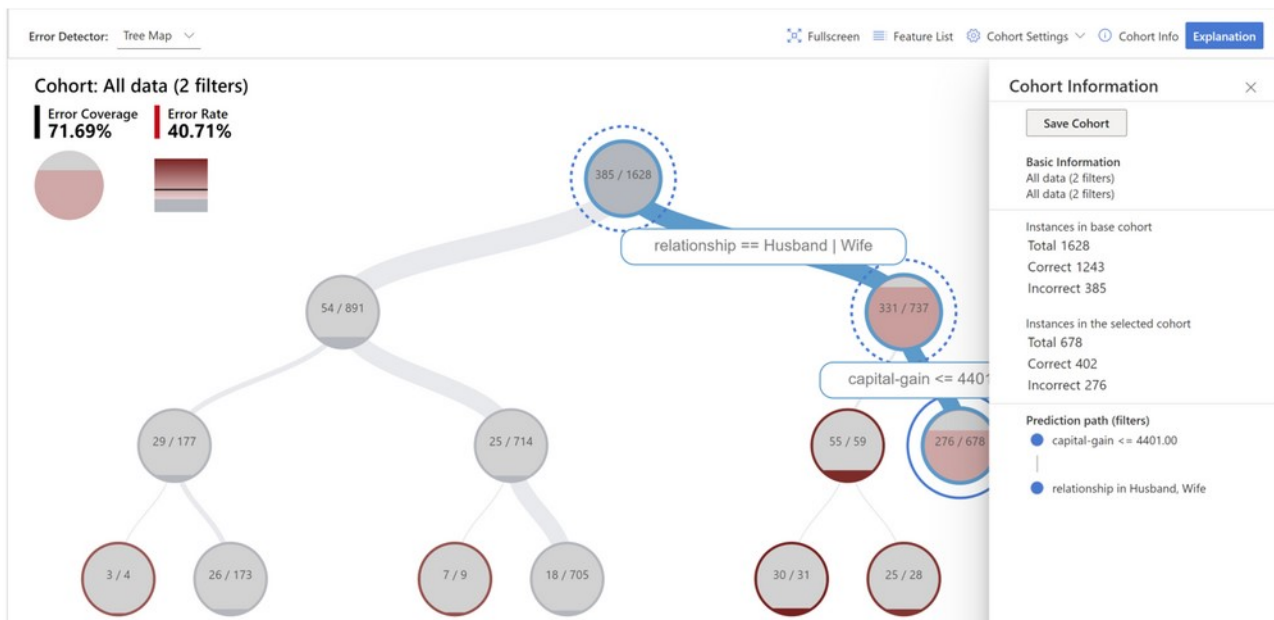 Error Detector: Tree Map
Fullscreen Feature List Cohort Settings Cohort Info Explanation
Cohort: All data (2 filters)
Error Coverage
71.69%
Error Rate
40.71%
385 / 1628
relationship == Husband | Wife
54 / 891
331 / 737
capital-gain <= 4401
29 / 177
25 / 714
55 / 59
276 / 678
3 / 4
26 / 173
7 / 9
18 / 705
30 / 31
25 / 28
Cohort Information
Save Cohort
Basic Information
All data (2 filters)
All data (2 filters)
Instances in base cohort
Total 1628
Correct 1243
Incorrect 385
Instances in the selected cohort
Total 678
Correct 402
Incorrect 276
Prediction path (filters)
capital-gain <= 4401.00
relationship in Husband, Wife